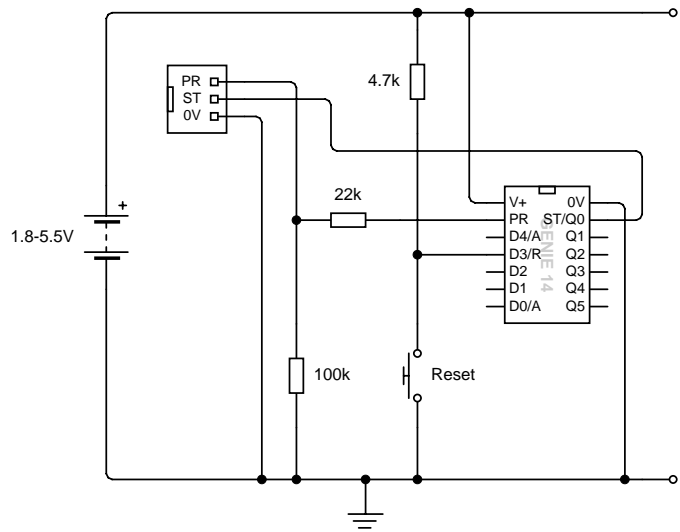 4.7k
PR
ST
0V
+
1.8-5.5V
22k
V+ 0V
PR ST/Q0
D4/A Q1
D3/R Q2
D2 Q3
D1 Q4
D0/A Q5
GENIE 14
100k
Reset